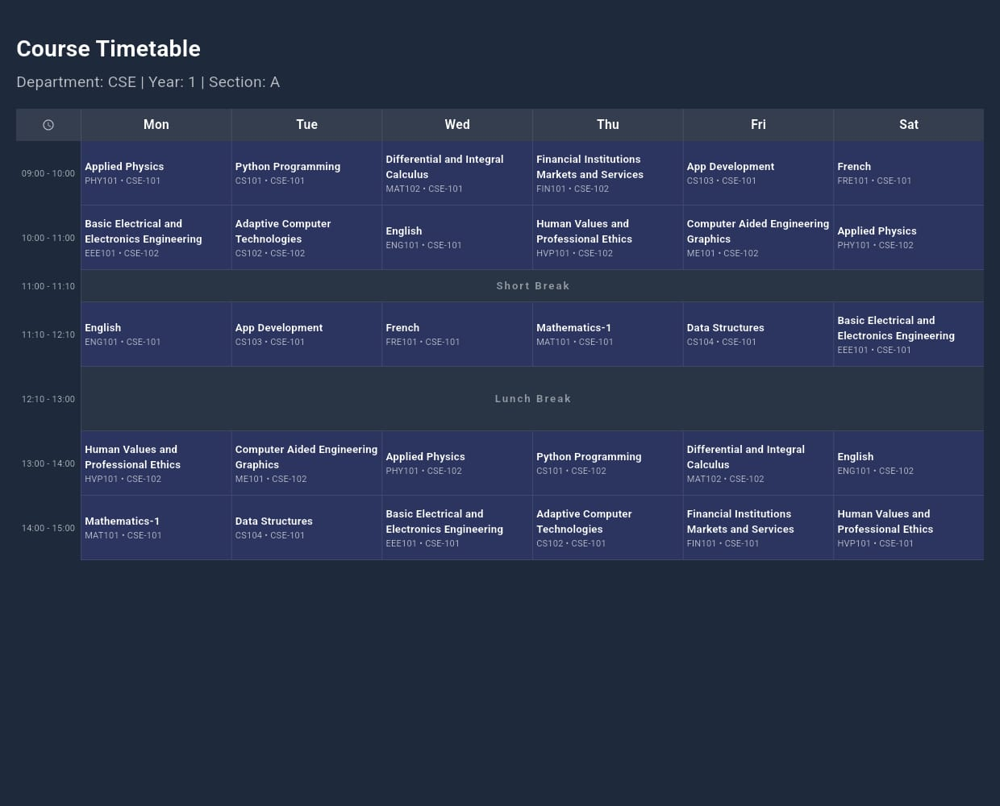 Course Timetable
Department: CSE | Year: 1 | Section: A
Mon Tue Wed Thu Fri Sat
09:00 - 10:00
Applied Physics
PHY101 • CSE-101
Python Programming
CS101 • CSE-101
Differential and Integral
Calculus
MAT102 • CSE-101
Financial Institutions
Markets and Services
FIN101 • CSE-102
App Development
CS103 • CSE-101
French
FRE101 • CSE-101
10:00 - 11:00
Basic Electrical and
Electronics Engineering
EEE101 • CSE-102
Adaptive Computer
Technologies
CS102 • CSE-102
English
ENG101 • CSE-101
Human Values and
Professional Ethics
HVP101 • CSE-102
Computer Aided Engineering
Graphics
ME101 • CSE-102
Applied Physics
PHY101 • CSE-102
11:00 - 11:10
Short Break
11:10 - 12:10
English
ENG101 • CSE-101
App Development
CS103 • CSE-101
French
FRE101 • CSE-101
Mathematics-1
MAT101 • CSE-101
Data Structures
CS104 • CSE-101
Basic Electrical and
Electronics Engineering
EEE101 • CSE-101
12:10 - 13:00
Lunch Break
13:00 - 14:00
Human Values and
Professional Ethics
HVP101 • CSE-102
Computer Aided Engineering
Graphics
ME101 • CSE-102
Applied Physics
PHY101 • CSE-102
Python Programming
CS101 • CSE-102
Differential and Integral
Calculus
MAT102 • CSE-102
English
ENG101 • CSE-102
14:00 - 15:00
Mathematics-1
MAT101 • CSE-101
Data Structures
CS104 • CSE-101
Basic Electrical and
Electronics Engineering
EEE101 • CSE-101
Adaptive Computer
Technologies
CS102 • CSE-101
Financial Institutions
Markets and Services
FIN101 • CSE-101
Human Values and
Professional Ethics
HVP101 • CSE-101